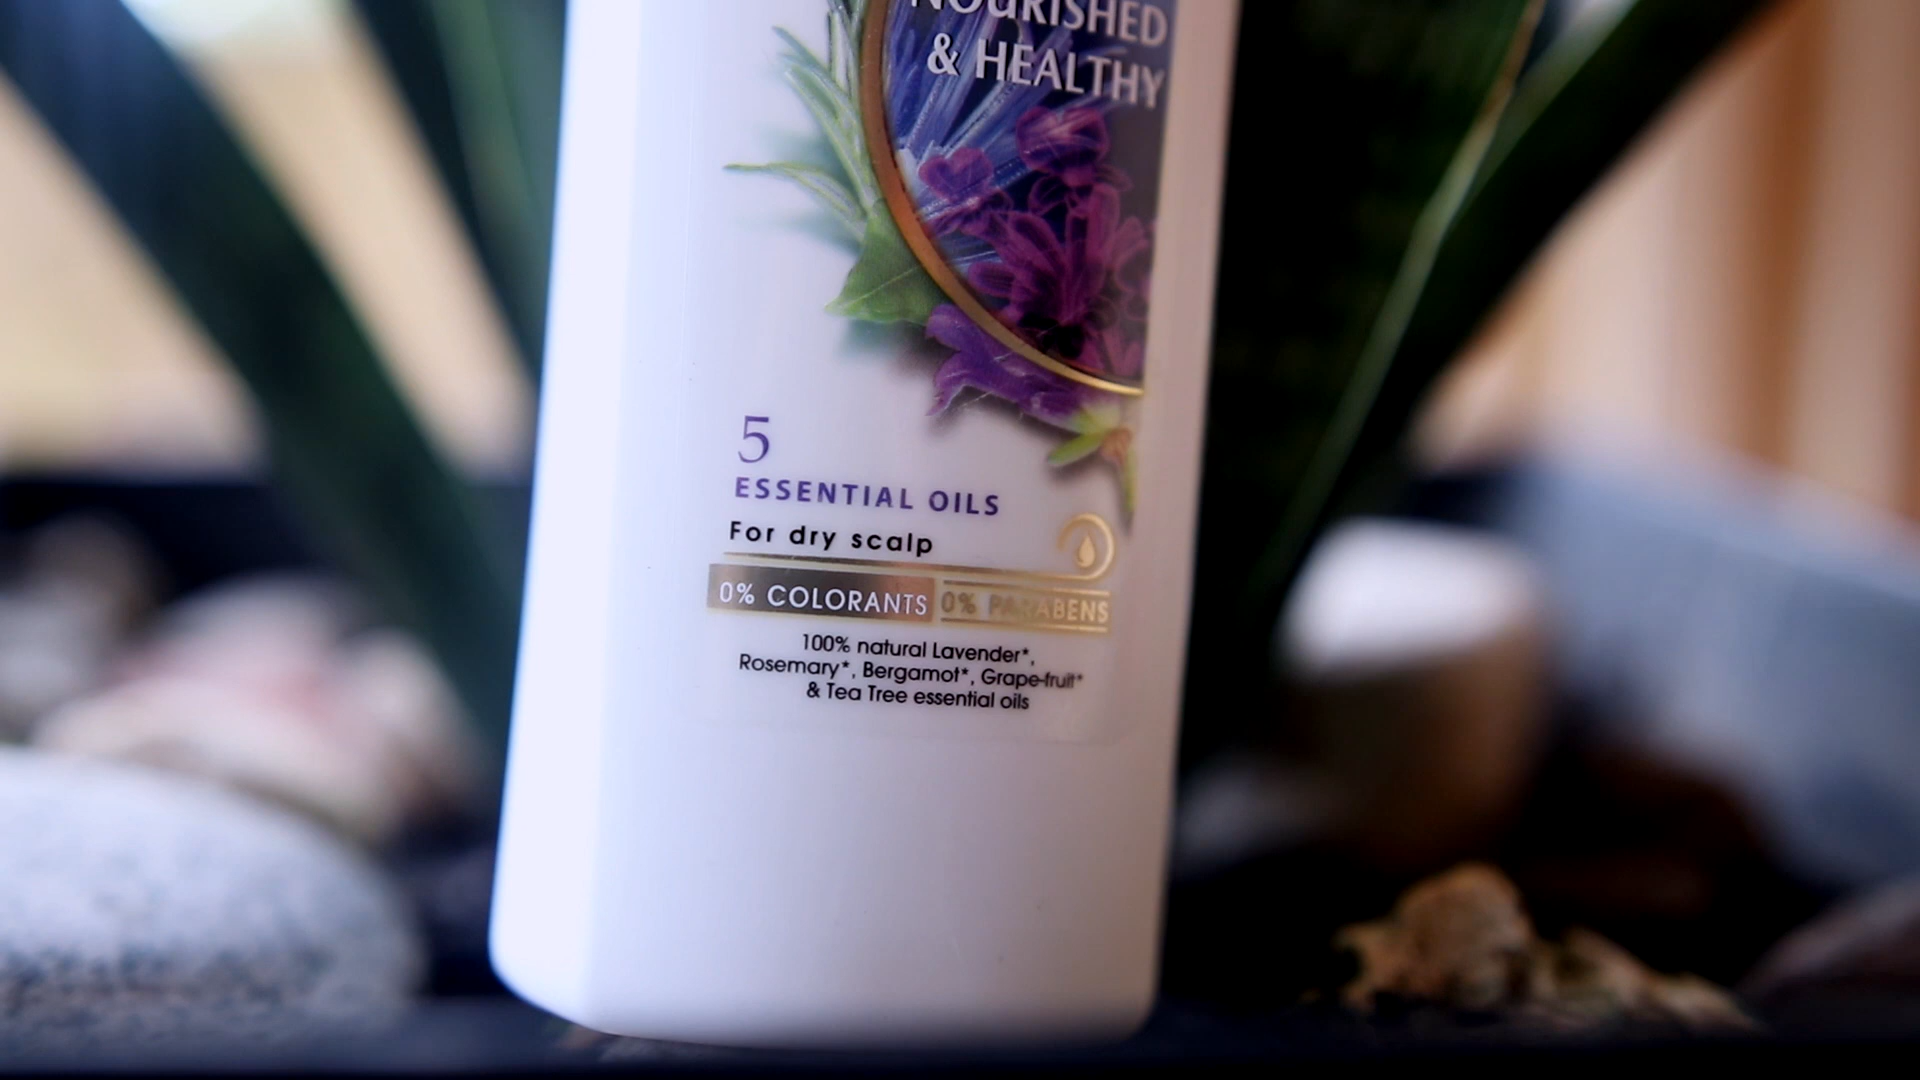 NOURISHED
& HEALTHY
5
ESSENTIAL OILS
For dry scalp
0% COLORANTS 0% PARABENS
100% natural Lavender*,
Rosemary*, Bergamot*, Grape-fruit*
& Tea Tree essential oils